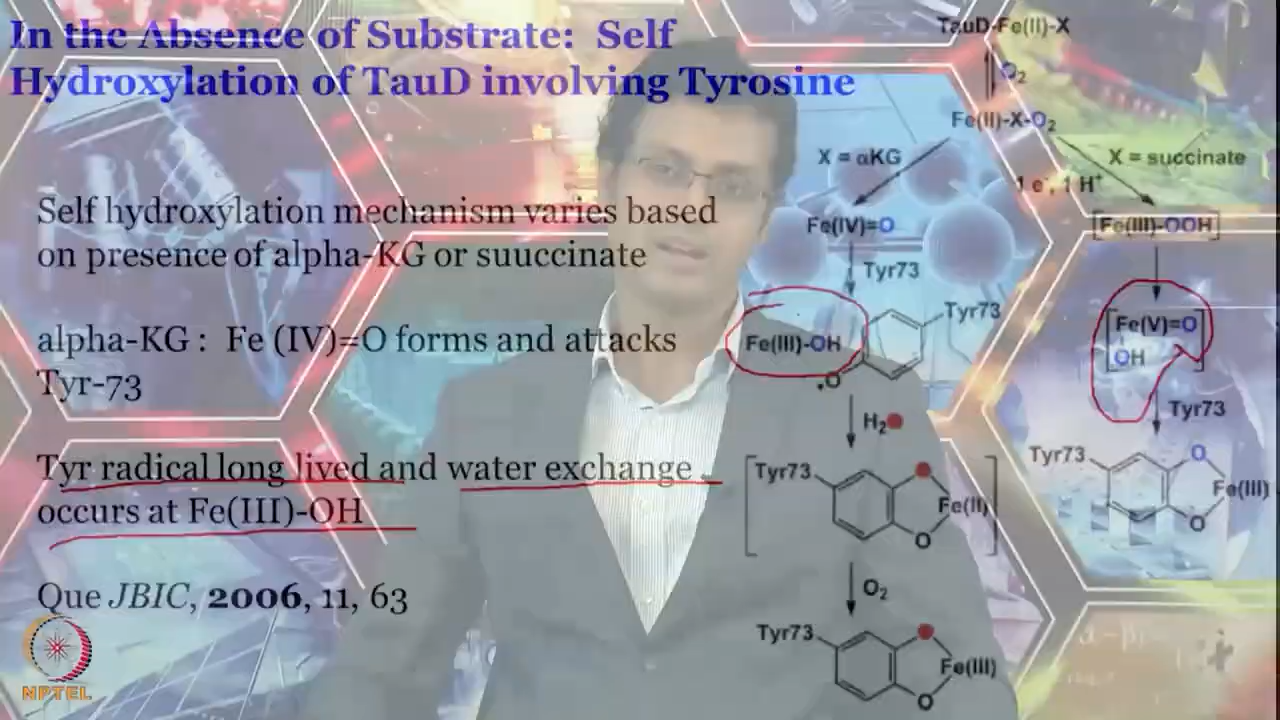 In the Absence of Substrate: Self
Hydroxylation of TauD involving Tyrosine
Self hydroxylation mechanism varies based
on presence of alpha-KG or suuccinate
alpha-KG : Fe (IV)=O forms and attacks
Tyr-73
Tyr radical long lived and water exchange
occurs at Fe(III)-OH
Que JBIC, 2006, 11, 63
NPTEL
TauD-Fe(II)-X
O2
Fe(II)-X-O2
X = αKG
X = succinate
1 e-, 1 H+
Fe(IV)=O
[Fe(III)-OOH]
Tyr73
Fe(III)-OH
Tyr73
.O
Fe(V)=O
OH
H2
Tyr73
Tyr73
Fe(II)
O
Tyr73
O
Fe(III)
O
O2
Tyr73
Fe(III)
O